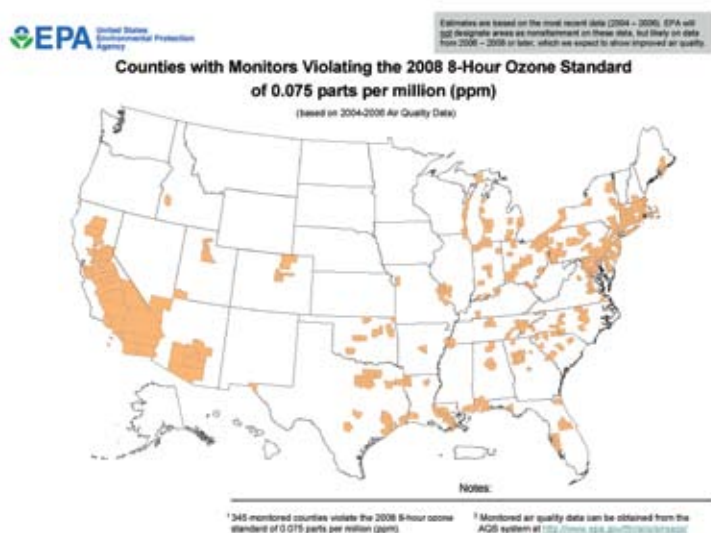 EPA United States
Environmental Protection
Agency
Estimates are based on the most recent data (2004 – 2006). EPA will
not designate areas as nonattainment on these data, but likely on data
from 2006 – 2008 or later, which we expect to show improved air quality.
Counties with Monitors Violating the 2008 8-Hour Ozone Standard
of 0.075 parts per million (ppm)
(based on 2004-2006 Air Quality Data)
Notes:
1 345 monitored counties violate the 2008 8-hour ozone
standard of 0.075 parts per million (ppm).
2 Monitored air quality data can be obtained from the
AQS system at